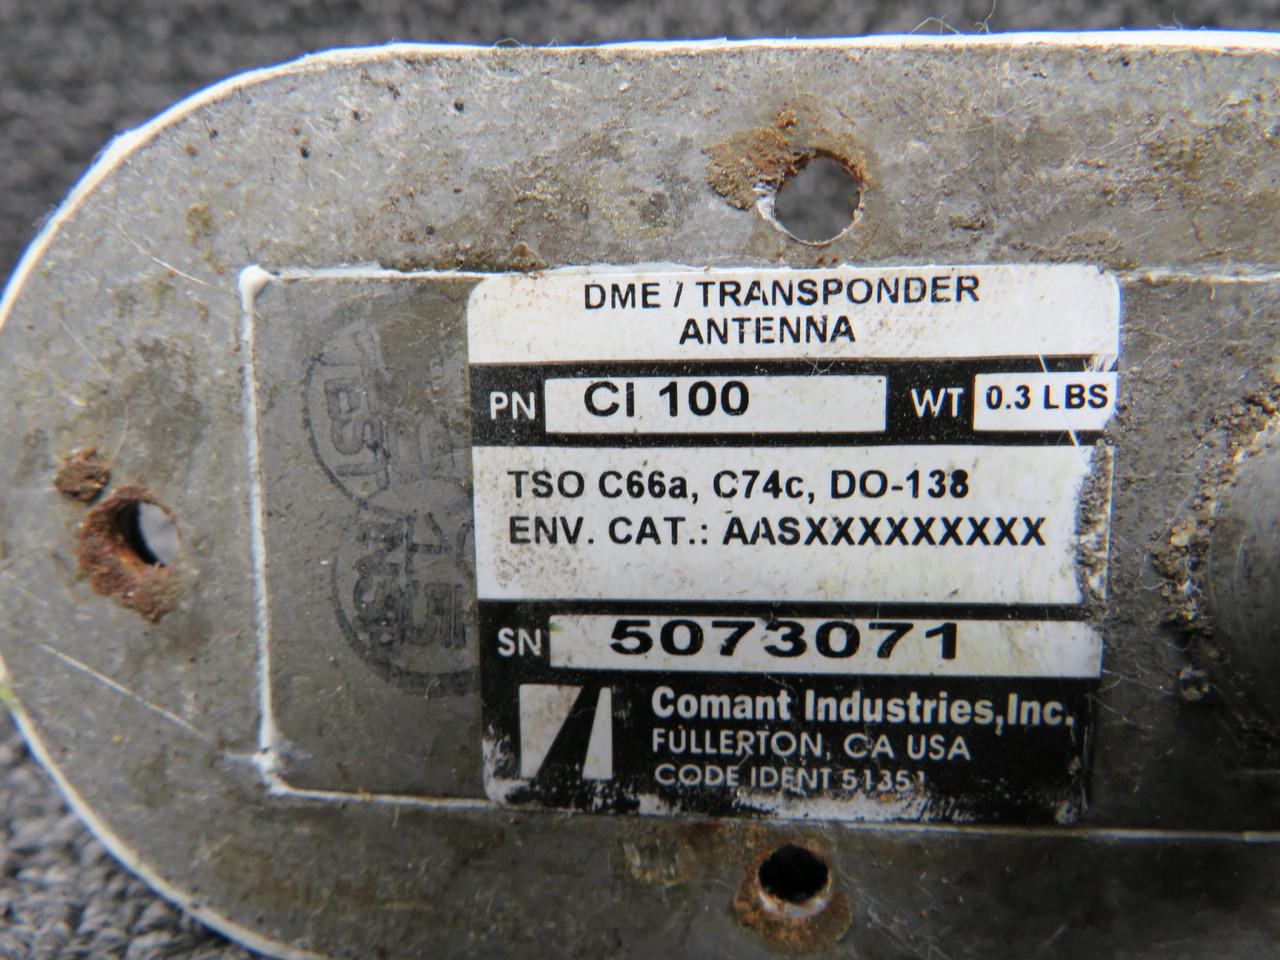 DME / TRANSPONDER
ANTENNA
PN CI 100 WT 0.3 LBS
TSO C66a, C74c, DO-138
ENV. CAT.: AASXXXXXXXXX
SN 5073071
Comant Industries,Inc.
FULLERTON, CA USA
CODE IDENT 51351